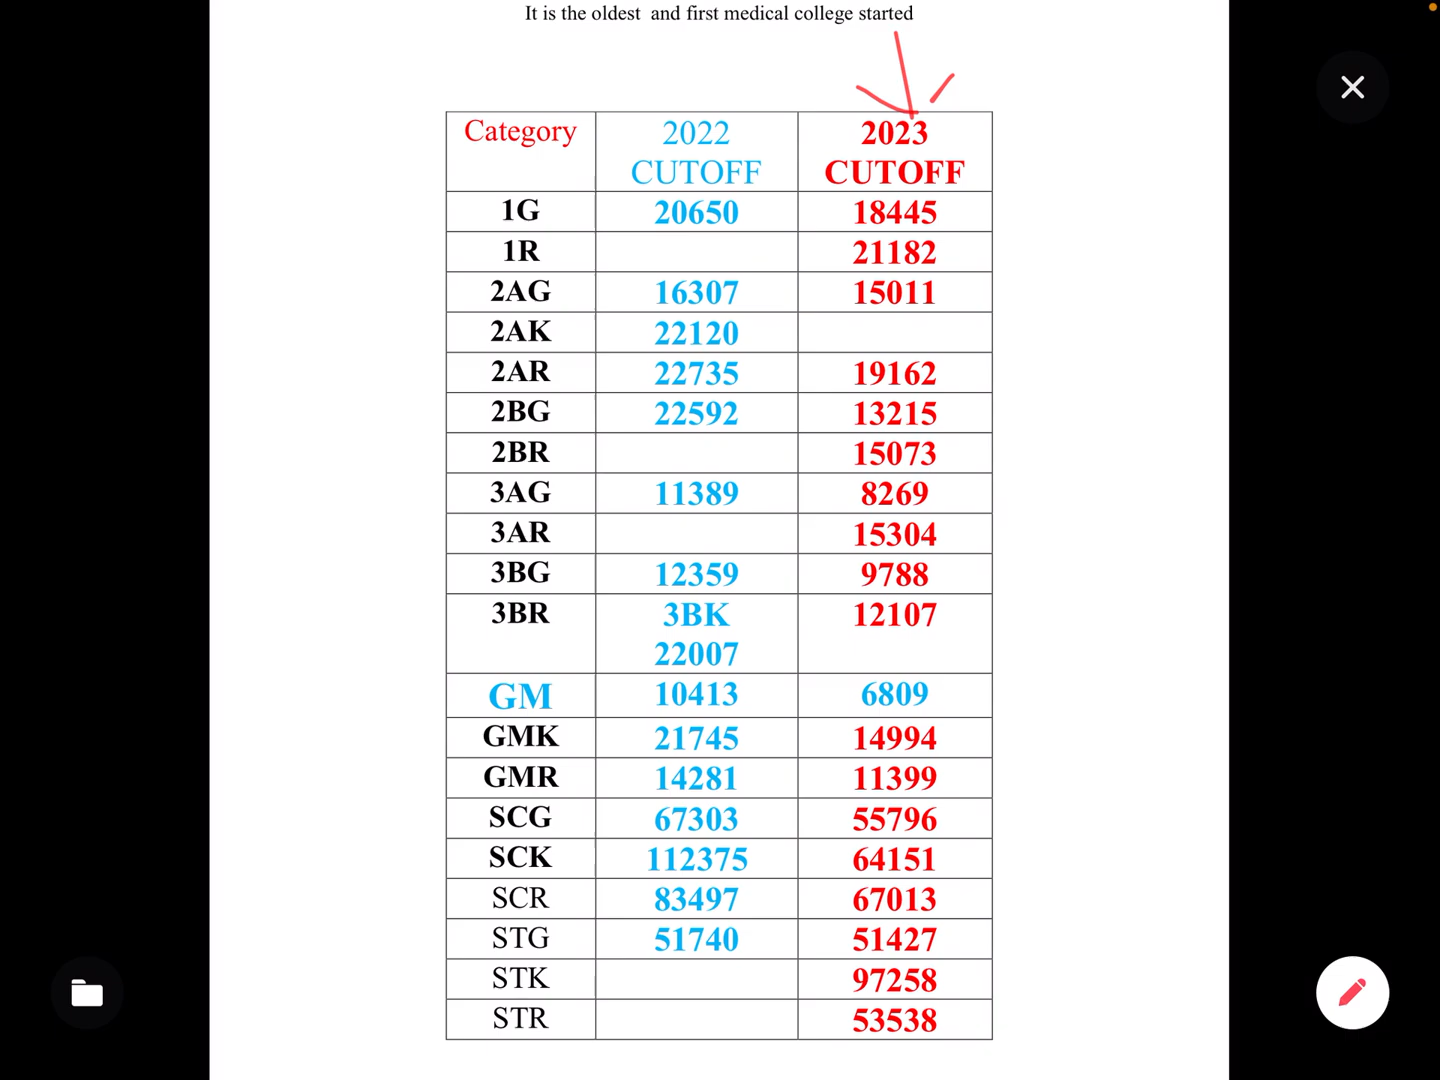 It is the oldest and first medical college started
Category 2022 CUTOFF 2023 CUTOFF
1G 20650 18445
1R 21182
2AG 16307 15011
2AK 22120
2AR 22735 19162
2BG 22592 13215
2BR 15073
3AG 11389 8269
3AR 15304
3BG 12359 9788
3BR 3BK 22007 12107
GM 10413 6809
GMK 21745 14994
GMR 14281 11399
SCG 67303 55796
SCK 112375 64151
SCR 83497 67013
STG 51740 51427
STK 97258
STR 53538